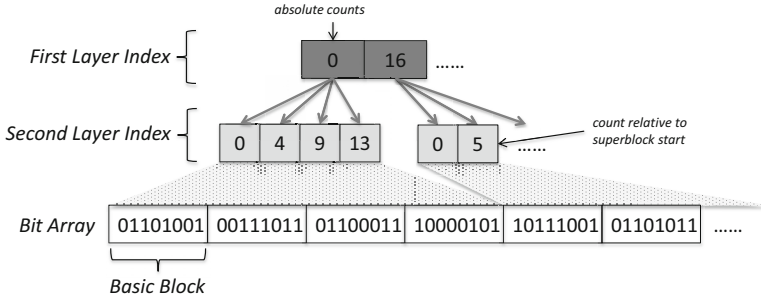 absolute counts
First Layer Index
0 16 ......
Second Layer Index
0 4 9 13 0 5 ......
count relative to
superblock start
Bit Array
01101001 00111011 01100011 10000101 10111001 01101011 ......
Basic Block